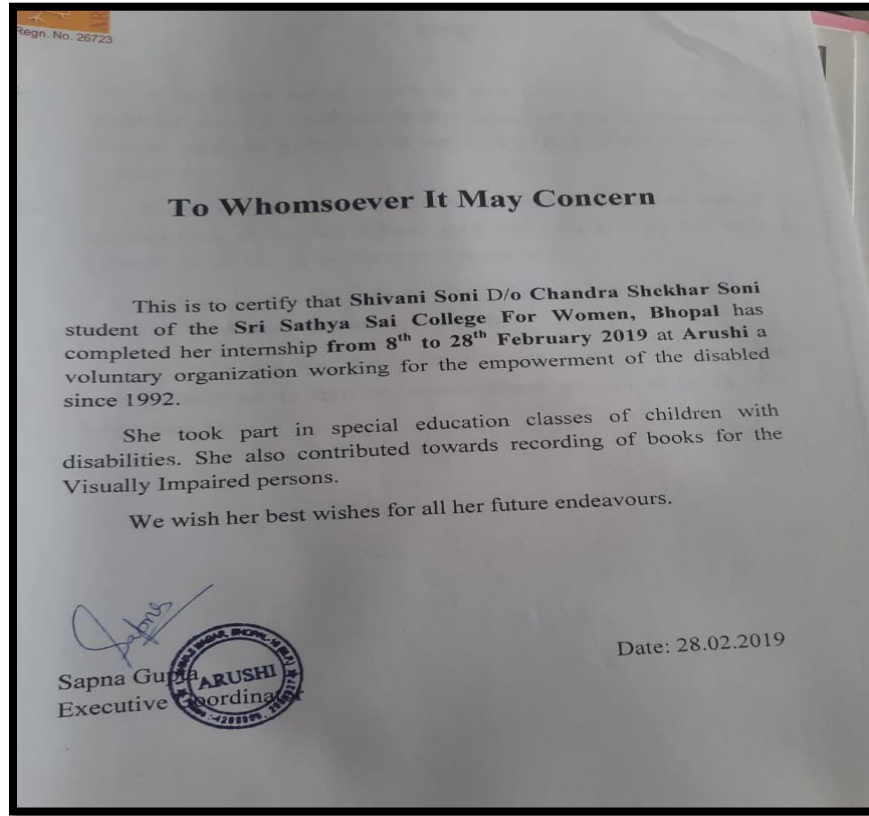 Regn. No. 26723
To Whomsoever It May Concern
This is to certify that Shivani Soni D/o Chandra Shekhar Soni
student of the Sri Sathya Sai College For Women, Bhopal has
completed her internship from 8th to 28th February 2019 at Arushi a
voluntary organization working for the empowerment of the disabled
since 1992.
She took part in special education classes of children with
disabilities. She also contributed towards recording of books for the
Visually Impaired persons.
We wish her best wishes for all her future endeavours.
Sapna
Date: 28.02.2019
Sapna Gupta
ARUSHI
Executive Coordinator